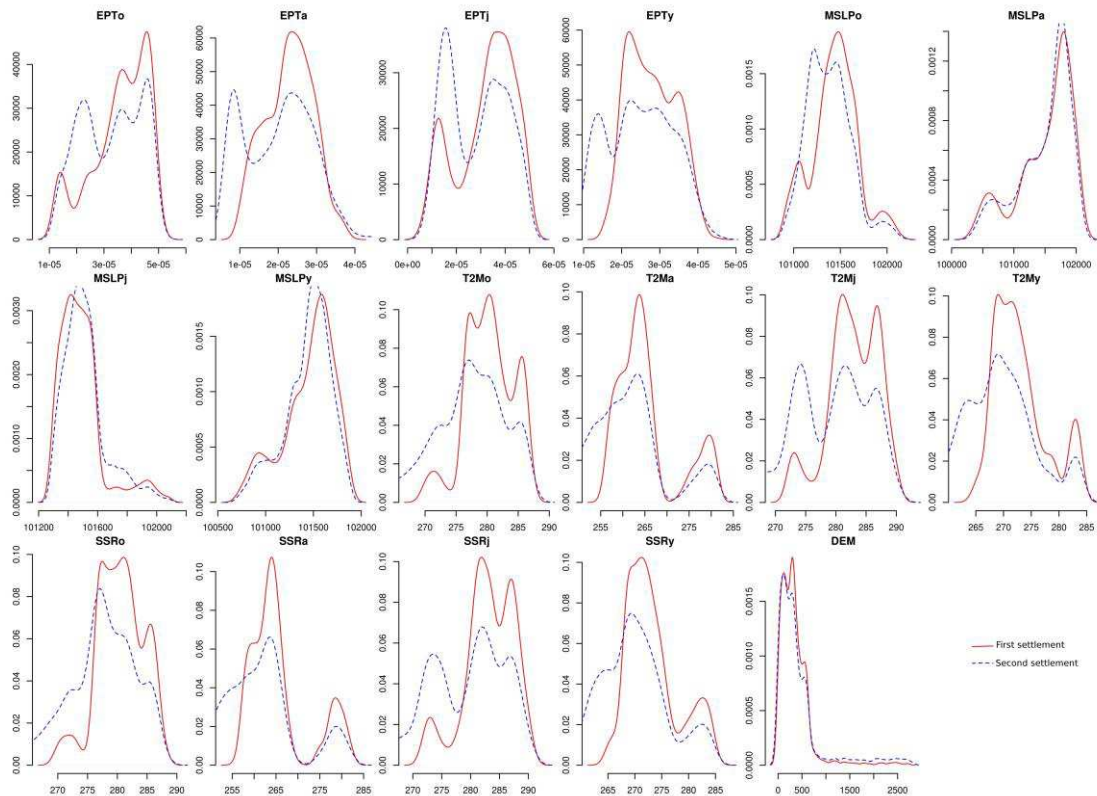 EPTo EPTa EPTj EPTy MSLPo MSLPa
0 10000 20000 30000 40000
1e-05 3e-05 5e-05
0 10000 20000 30000 40000 50000 60000
1e-05 2e-05 3e-05 4e-05
0 10000 20000 30000
0e+00 2e-05 4e-05 6e-05
0 10000 20000 30000 40000 50000 60000
1e-05 2e-05 3e-05 4e-05 5e-05
0.0000 0.0005 0.0010 0.0015
101000 101500 102000
0.0000 0.0004 0.0008 0.0012
100000 101000 102000
MSLPj MSLPy T2Mo T2Ma T2Mj T2My
0.0000 0.0010 0.0020 0.0030
101200 101600 102000
0.0000 0.0005 0.0010 0.0015
100500 101000 101500 102000
0.00 0.02 0.04 0.06 0.08 0.10
270 275 280 285 290
0.00 0.02 0.04 0.06 0.08 0.10
255 265 275 285
0.00 0.02 0.04 0.06 0.08 0.10
270 275 280 285 290
0.00 0.02 0.04 0.06 0.08 0.10
265 270 275 280 285
SSRo SSRa SSRj SSRy DEM
0.00 0.02 0.04 0.06 0.08 0.10
270 275 280 285 290
0.00 0.02 0.04 0.06 0.08 0.10
255 265 275 285
0.00 0.02 0.04 0.06 0.08 0.10
270 275 280 285 290
0.00 0.02 0.04 0.06 0.08 0.10
265 270 275 280 285
0.0000 0.0005 0.0010 0.0015
0 500 1500 2500
First settlement
Second settlement